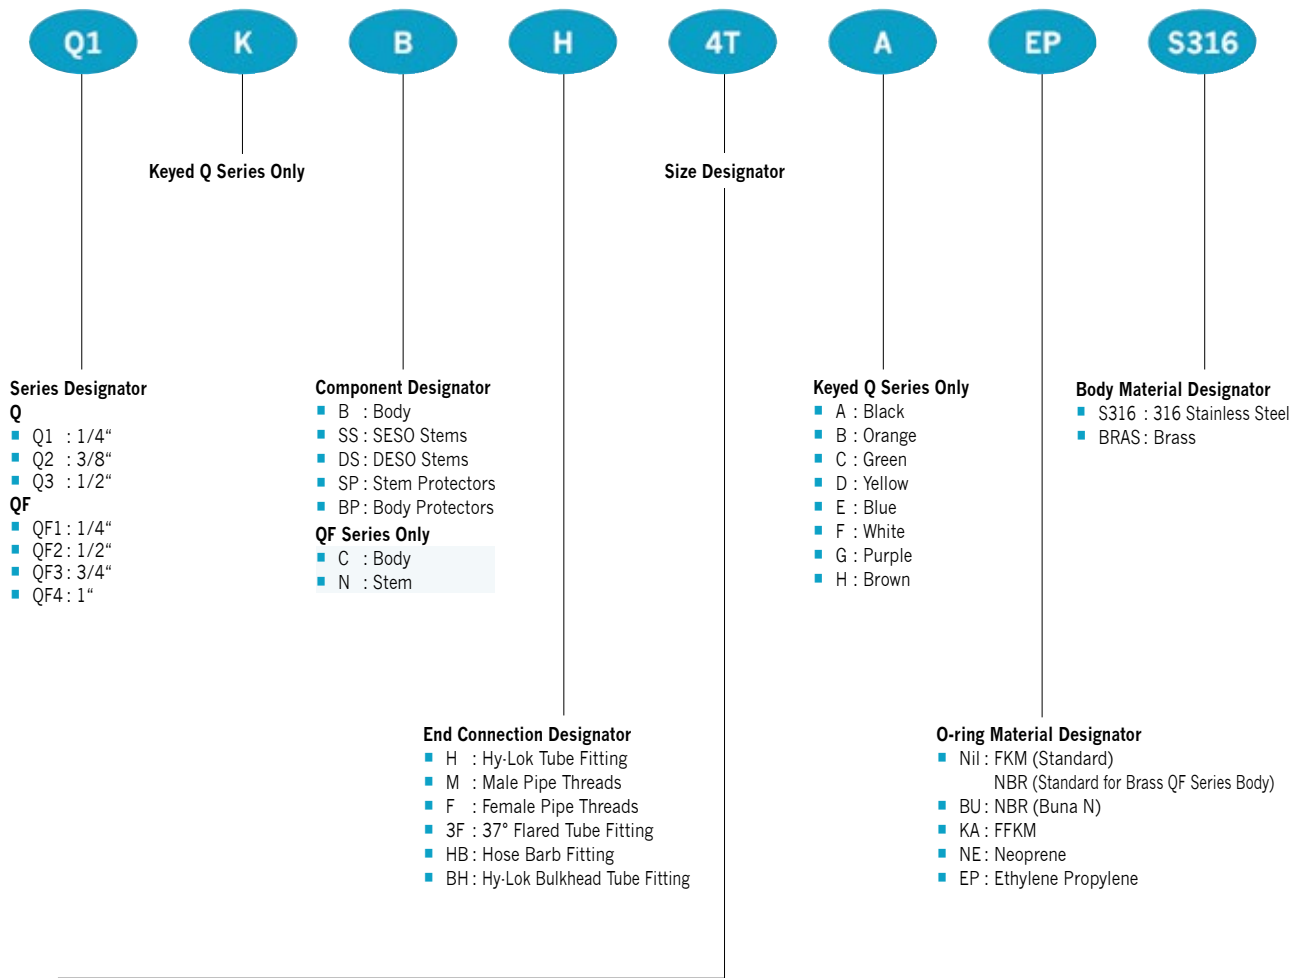 Q1 K B H 4T A EP S316
Keyed Q Series Only
Size Designator
Series Designator
Q
Q1 : 1/4“
Q2 : 3/8“
Q3 : 1/2“
QF
QF1 : 1/4“
QF2 : 1/2“
QF3 : 3/4“
QF4 : 1“
Component Designator
B : Body
SS : SESO Stems
DS : DESO Stems
SP : Stem Protectors
BP : Body Protectors
QF Series Only
C : Body
N : Stem
Keyed Q Series Only
A : Black
B : Orange
C : Green
D : Yellow
E : Blue
F : White
G : Purple
H : Brown
Body Material Designator
S316 : 316 Stainless Steel
BRAS : Brass
End Connection Designator
H : Hy-Lok Tube Fitting
M : Male Pipe Threads
F : Female Pipe Threads
3F : 37° Flared Tube Fitting
HB : Hose Barb Fitting
BH : Hy-Lok Bulkhead Tube Fitting
O-ring Material Designator
Nil : FKM (Standard)
NBR (Standard for Brass QF Series Body)
BU : NBR (Buna N)
KA : FFKM
NE : Neoprene
EP : Ethylene Propylene